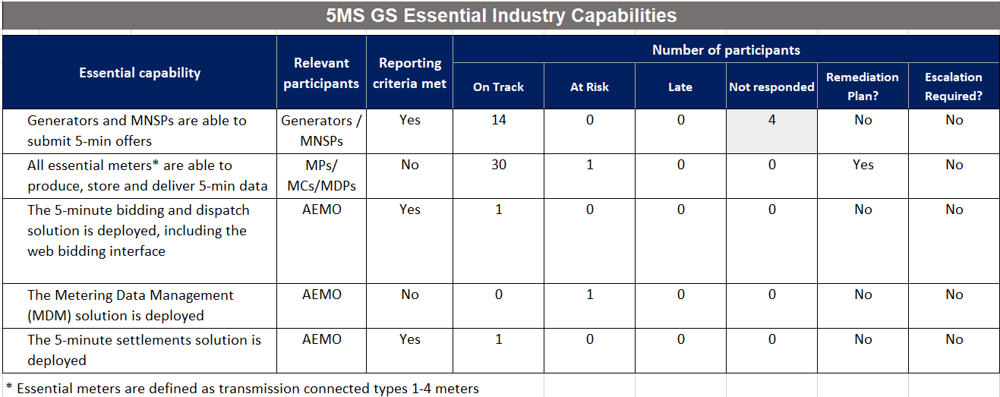 5MS GS Essential Industry Capabilities
Essential capability
Relevant
participants
Reporting
criteria met
Number of participants
On Track
At Risk
Late
Not responded
Remediation
Plan?
Escalation
Required?
Generators and MNSPs are able to
submit 5-min offers
Generators /
MNSPs
Yes
14
0
0
4
No
No
All essential meters* are able to
produce, store and deliver 5-min data
MPs/
MCs/MDPs
No
30
1
0
0
Yes
No
The 5-minute bidding and dispatch
solution is deployed, including the
web bidding interface
AEMO
Yes
1
0
0
0
No
No
The Metering Data Management
(MDM) solution is deployed
AEMO
No
0
1
0
0
No
No
The 5-minute settlements solution is
deployed
AEMO
Yes
1
0
0
0
No
No
* Essential meters are defined as transmission connected types 1-4 meters